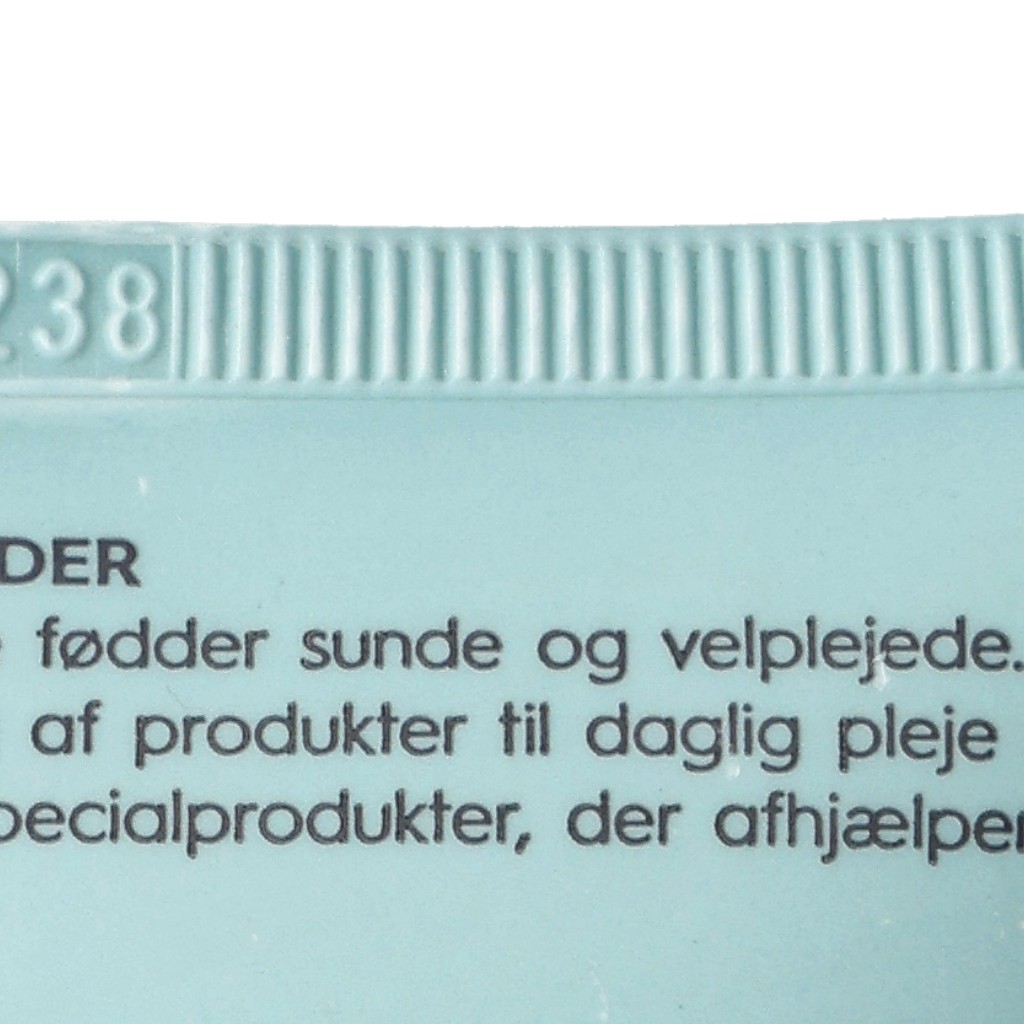 238
DER
fødder sunde og velplejede.
af produkter til daglig pleje
pecialprodukter, der afhjælper